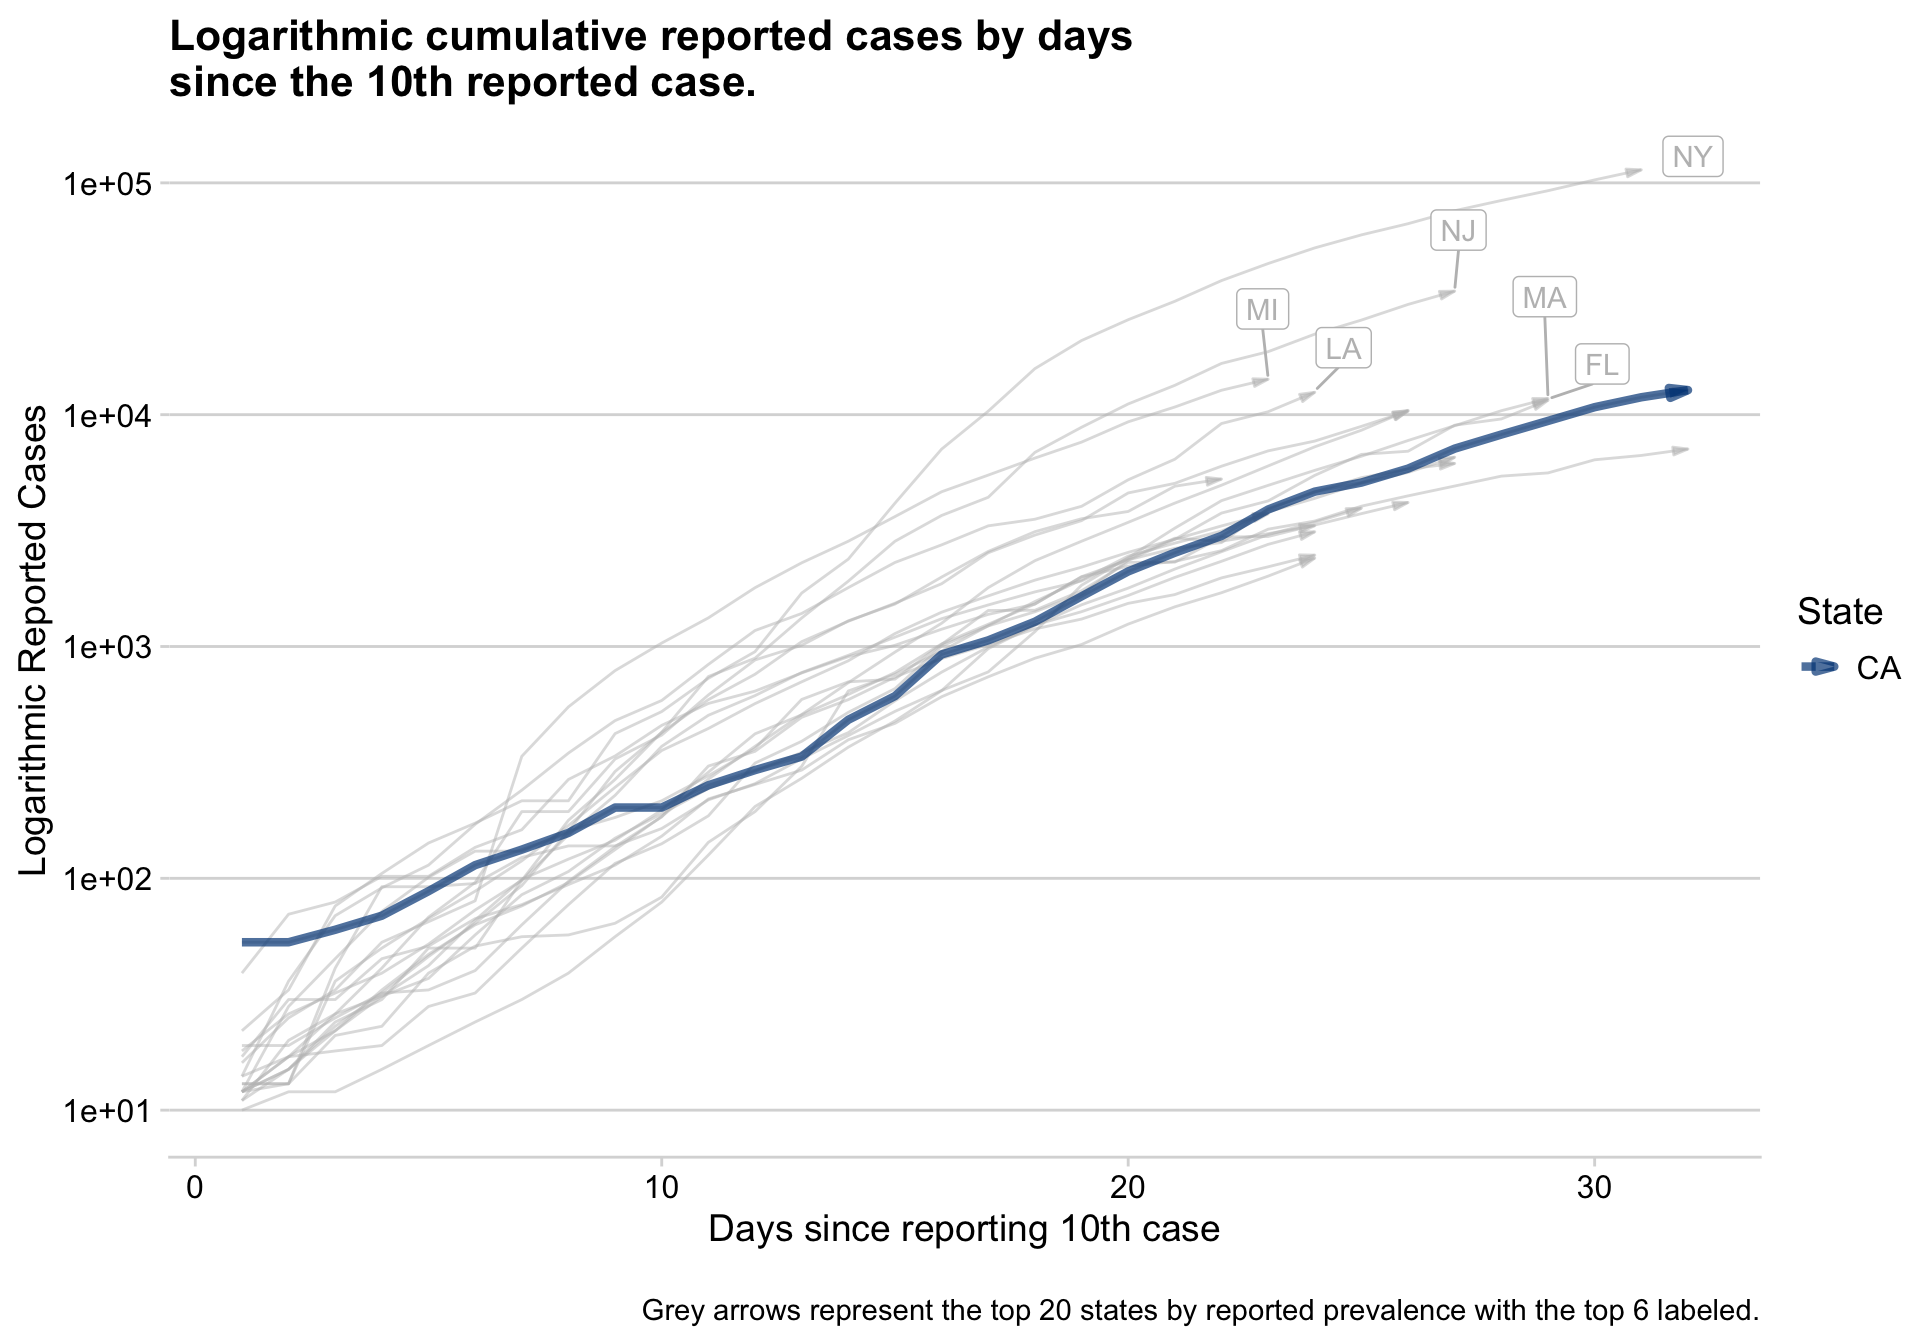 Logarithmic cumulative reported cases by days
since the 10th reported case.
NY
1e+05
NJ
MI
MA
LA
FL
1e+04
Logarithmic Reported Cases
State
CA
1e+03
1e+02
1e+01
0 10 20 30
Days since reporting 10th case
Grey arrows represent the top 20 states by reported prevalence with the top 6 labeled.